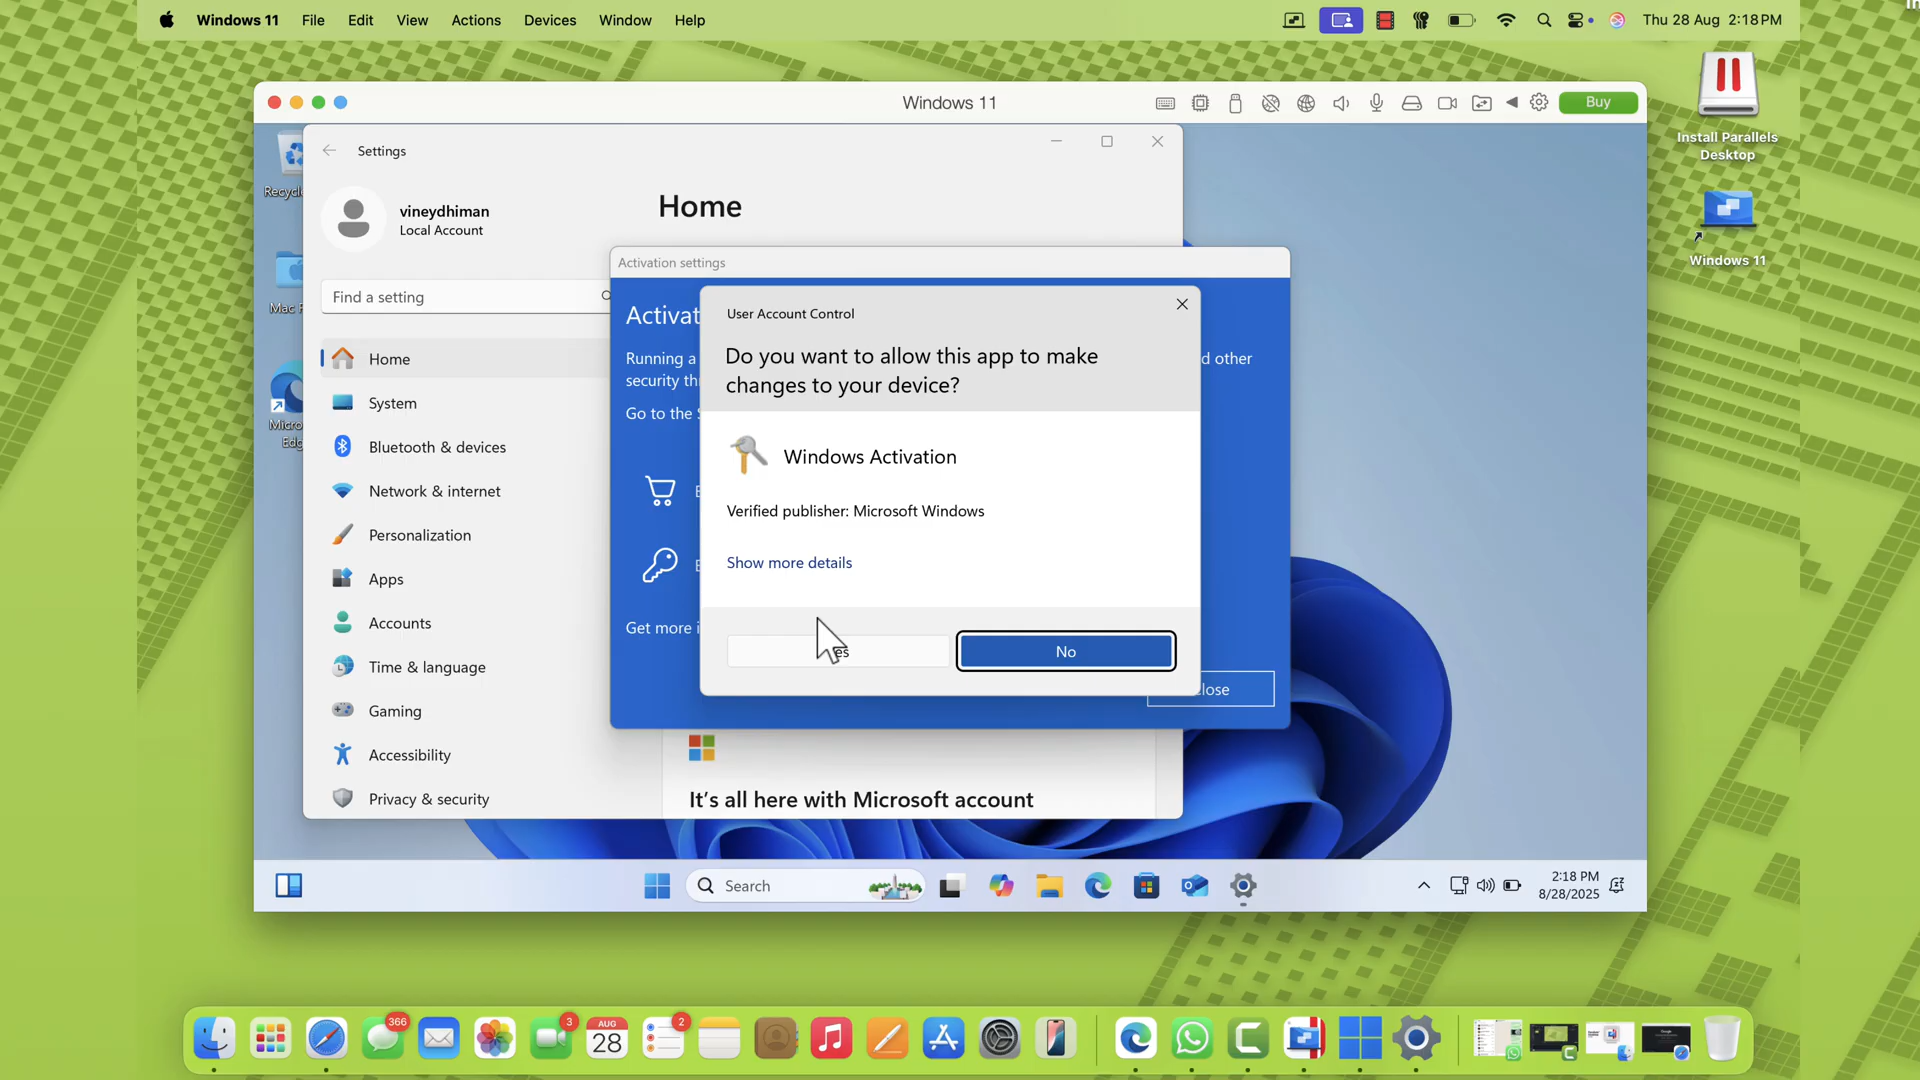 Windows 11 File Edit View Actions Devices Window Help
Thu 28 Aug 2:18 PM
Windows 11
Buy
Install Parallels
Desktop
Windows 11
Settings
vineydhiman
Local Account
Home
Find a setting
Home
System
Bluetooth & devices
Network & internet
Personalization
Apps
Accounts
Time & language
Gaming
Accessibility
Privacy & security
Activation settings
Running a
d other
Go to the
Get more
User Account Control
Do you want to allow this app to make
changes to your device?
Windows Activation
Verified publisher: Microsoft Windows
Show more details
No
It's all here with Microsoft account
Search
2:18 PM
8/28/2025
366
3
AUG
28
2